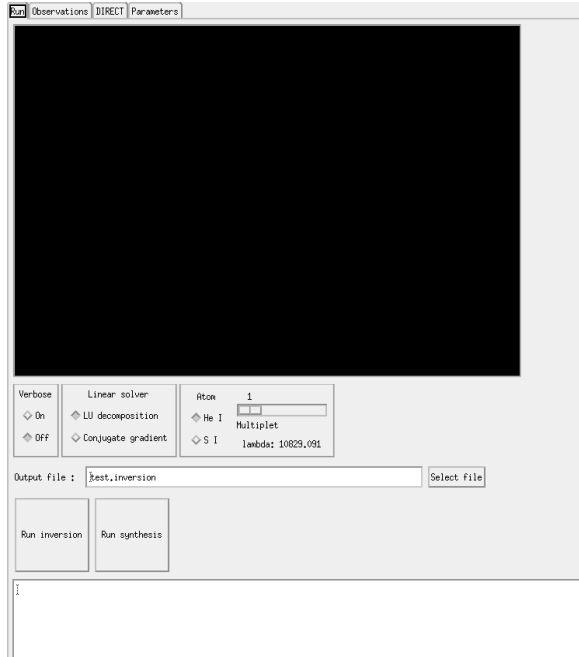 Run Observations DIRECT Parameters
Verbose Linear solver Atom 1
On LU decomposition He I
Multiplet
Off Conjugate gradient S I lambda: 10829.091
Output file : test.inversion Select file
Run inversion Run synthesis